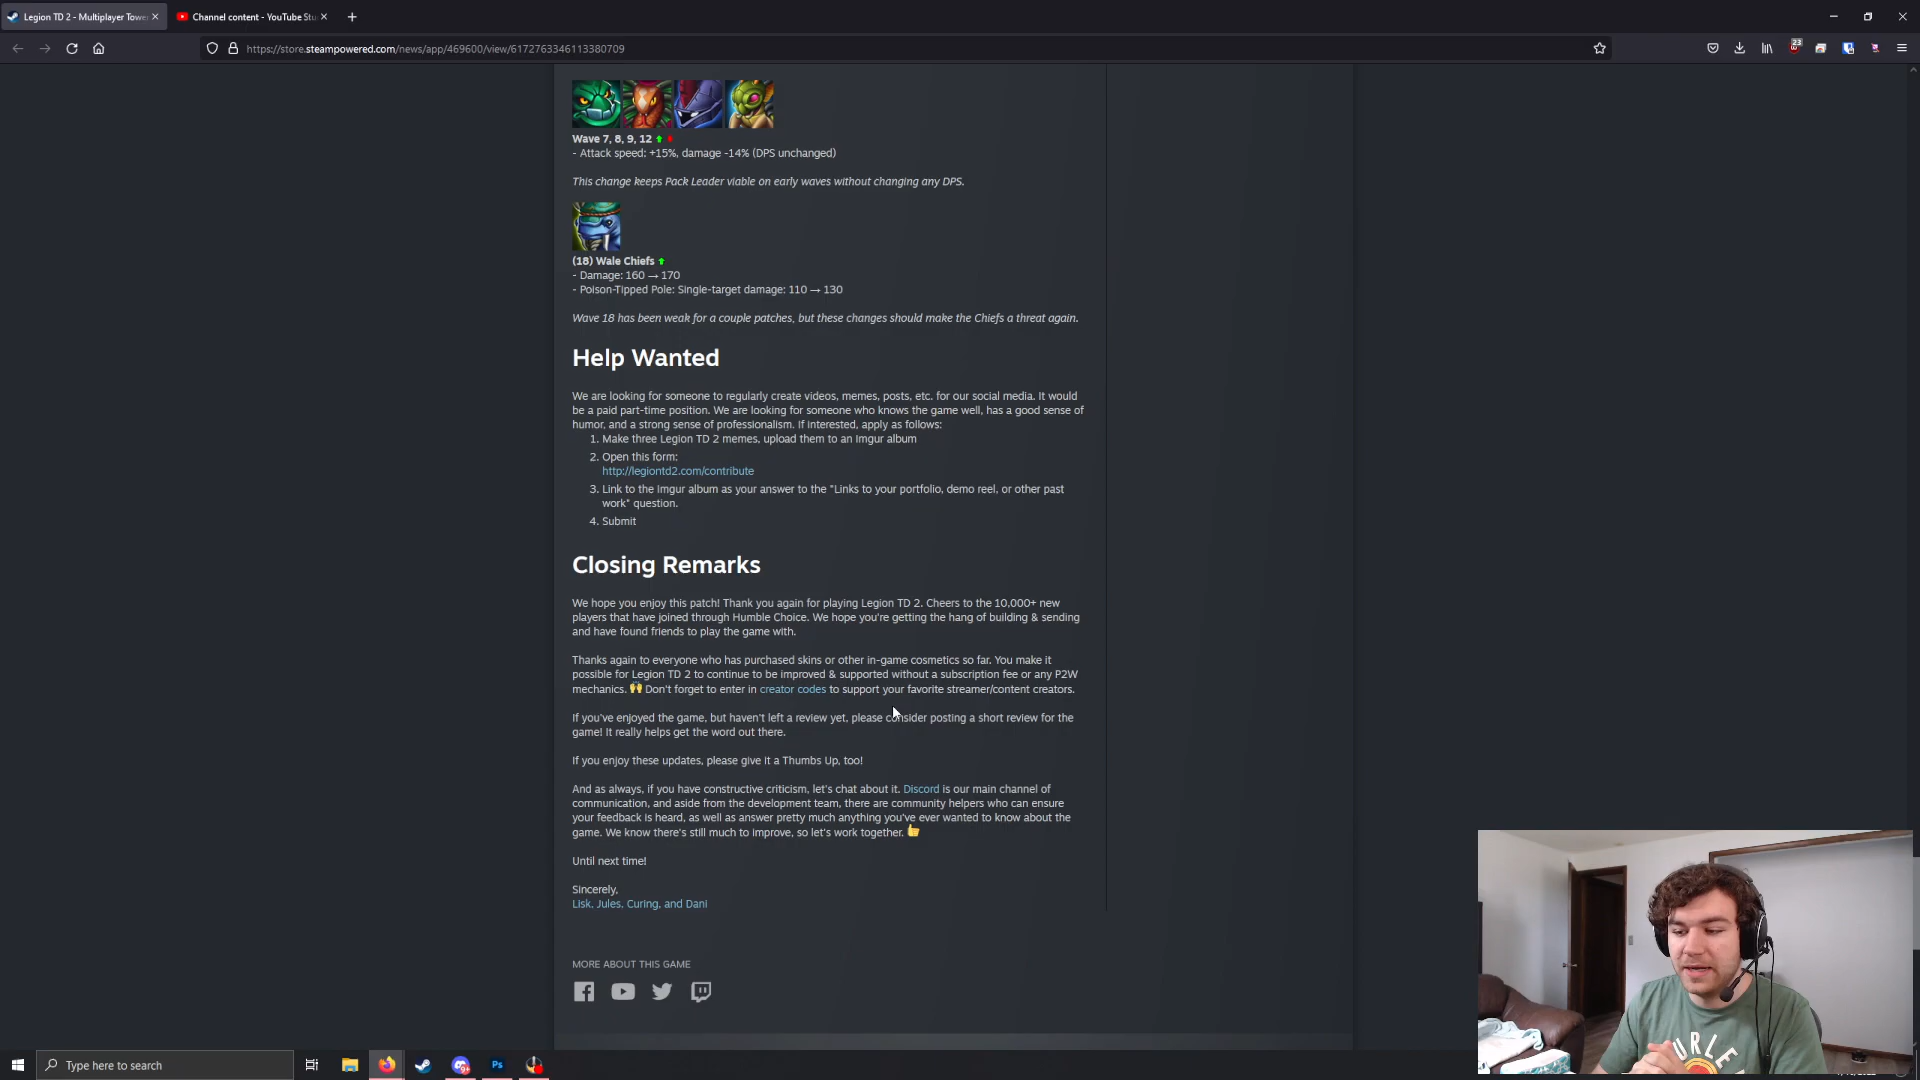 Legion TD 2 - Multiplayer Towe
Channel content - YouTube Stu
https://store.steampowered.com/news/app/469600/view/6172763346113380709
23
Wave 7, 8, 9, 12
- Attack speed: +15%, damage -14% (DPS unchanged)
This change keeps Pack Leader viable on early waves without changing any DPS.
(18) Wale Chiefs
- Damage: 160 → 170
- Poison-Tipped Pole: Single-target damage: 110 → 130
Wave 18 has been weak for a couple patches, but these changes should make the Chiefs a threat again.
Help Wanted
We are looking for someone to regularly create videos, memes, posts, etc. for our social media. It would
be a paid part-time position. We are looking for someone who knows the game well, has a good sense of
humor, and a strong sense of professionalism. If interested, apply as follows:
1. Make three Legion TD 2 memes, upload them to an Imgur album
2. Open this form:
http://legiontd2.com/contribute
3. Link to the Imgur album as your answer to the "Links to your portfolio, demo reel, or other past
work" question.
4. Submit
Closing Remarks
We hope you enjoy this patch! Thank you again for playing Legion TD 2. Cheers to the 10,000+ new
players that have joined through Humble Choice. We hope you're getting the hang of building & sending
and have found friends to play the game with.
Thanks again to everyone who has purchased skins or other in-game cosmetics so far. You make it
possible for Legion TD 2 to continue to be improved & supported without a subscription fee or any P2W
mechanics. 🙌 Don't forget to enter in creator codes to support your favorite streamer/content creators.
If you've enjoyed the game, but haven't left a review yet, please consider posting a short review for the
game! It really helps get the word out there.
If you enjoy these updates, please give it a Thumbs Up, too!
And as always, if you have constructive criticism, let's chat about it. Discord is our main channel of
communication, and aside from the development team, there are community helpers who can ensure
your feedback is heard, as well as answer pretty much anything you've ever wanted to know about the
game. We know there's still much to improve, so let's work together. 👍
Until next time!
Sincerely,
Lisk, Jules, Curing, and Dani
MORE ABOUT THIS GAME
Type here to search
Ps
URLE